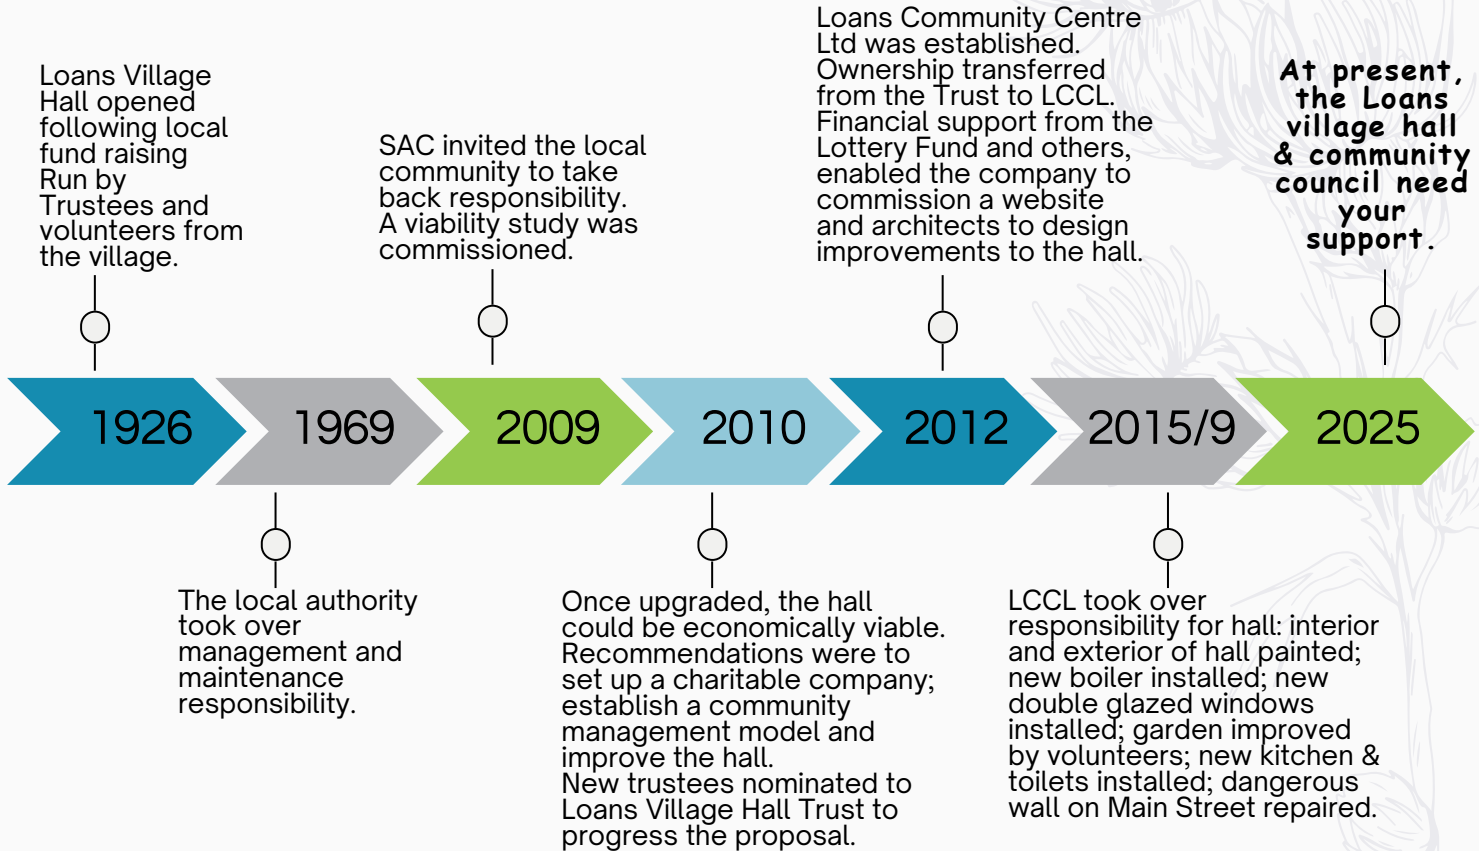 Loans Village
Hall opened
following local
fund raising
Run by
Trustees and
volunteers from
the village.
SAC invited the local
community to take
back responsibility.
A viability study was
commissioned.
Loans Community Centre
Ltd was established.
Ownership transferred
from the Trust to LCCL.
Financial support from the
Lottery Fund and others,
enabled the company to
commission a website
and architects to design
improvements to the hall.
At present,
the Loans
village hall
& community
council need
your
support.
1926
1969
2009
2010
2012
2015/9
2025
The local authority
took over
management and
maintenance
responsibility.
Once upgraded, the hall
could be economically viable.
Recommendations were to
set up a charitable company;
establish a community
management model and
improve the hall.
New trustees nominated to
Loans Village Hall Trust to
progress the proposal.
LCCL took over
responsibility for hall: interior
and exterior of hall painted;
new boiler installed; new
double glazed windows
installed; garden improved
by volunteers; new kitchen &
toilets installed; dangerous
wall on Main Street repaired.